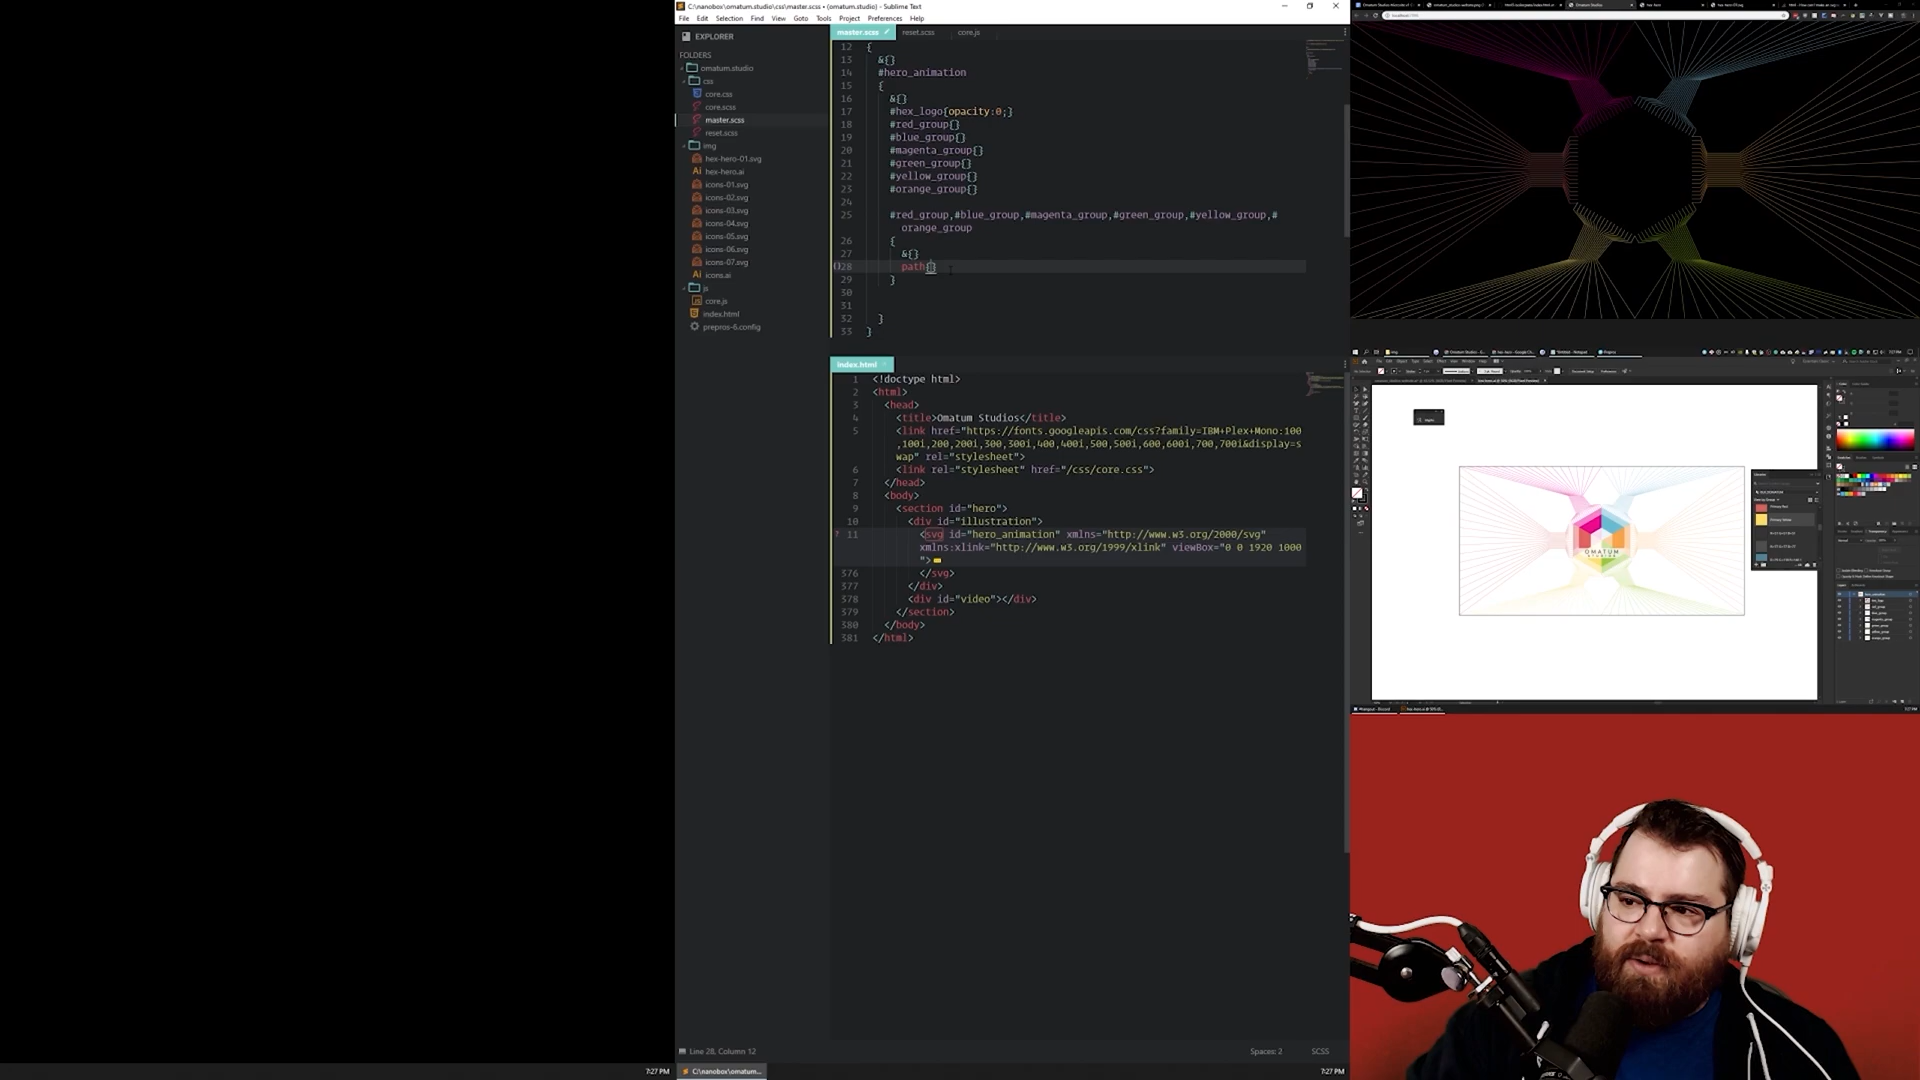 C:\nanobox\omatum.studio\css\master.scss • (omatum.studio) - Sublime Text
File Edit Selection Find View Goto Tools Project Preferences Help
EXPLORER
FOLDERS
omatum.studio
css
core.css
core.scss
master.scss
reset.scss
img
hex-hero-01.svg
hex-hero.ai
icons-01.svg
icons-02.svg
icons-03.svg
icons-04.svg
icons-05.svg
icons-06.svg
icons-07.svg
icons.ai
js
core.js
index.html
prepros-6.config
master.scss reset.scss core.js
12 {
13 &{}
14 #hero_animation
15 {
16 &{}
17 #hex_logo{opacity:0;}
18 #red_group{}
19 #blue_group{}
20 #magenta_group{}
21 #green_group{}
22 #yellow_group{}
23 #orange_group{}
24
25 #red_group,#blue_group,#magenta_group,#green_group,#yellow_group,#
orange_group
26 {
27 &{}
28 path{}
29 }
30
31
32 }
33 }
index.html
1 <!doctype html>
2 <html>
3 <head>
4 <title>Omatum Studios</title>
5 <link href="https://fonts.googleapis.com/css?family=IBM+Plex+Mono:100
,100i,200,200i,300,300i,400,400i,500,500i,600,600i,700,700i&display=s
wap" rel="stylesheet">
6 <link rel="stylesheet" href="/css/core.css">
7 </head>
8 <body>
9 <section id="hero">
10 <div id="illustration">
11 <svg id="hero_animation" xmlns="http://www.w3.org/2000/svg"
xmlns:xlink="http://www.w3.org/1999/xlink" viewBox="0 0 1920 1000
">
376 </svg>
377 </div>
378 <div id="video"></div>
379 </section>
380 </body>
381 </html>
Line 28, Column 12
Spaces: 2 SCSS
7:27 PM
C:\nanobox\omatum...
7:27 PM
OMATUM
STUDIOS